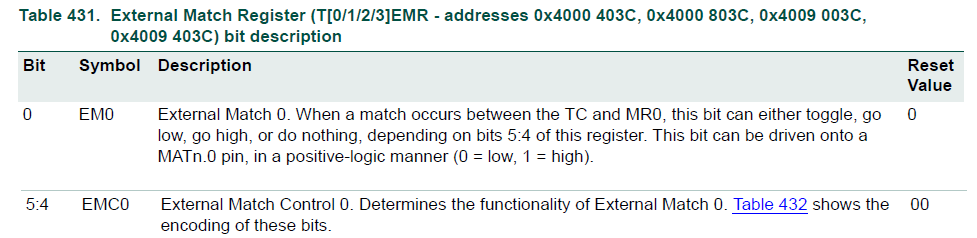 Table 431. External Match Register (T[0/1/2/3]EMR - addresses 0x4000 403C, 0x4000 803C, 0x4009 003C,
0x4009 403C) bit description
Bit Symbol Description Reset
Value
0 EM0 External Match 0. When a match occurs between the TC and MR0, this bit can either toggle, go 0
low, go high, or do nothing, depending on bits 5:4 of this register. This bit can be driven onto a
MATn.0 pin, in a positive-logic manner (0 = low, 1 = high).
5:4 EMC0 External Match Control 0. Determines the functionality of External Match 0. Table 432 shows the 00
encoding of these bits.